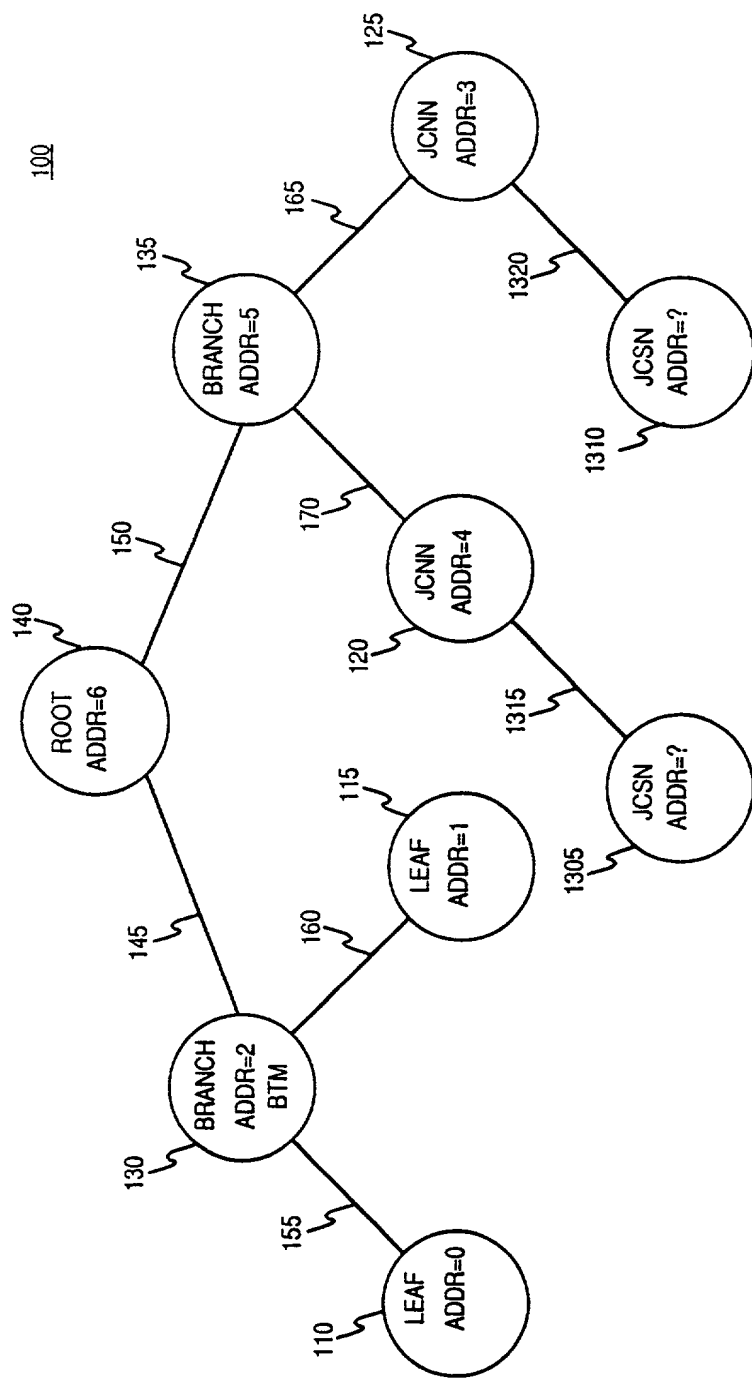 100
140
ROOT
ADDR=6
145
150
130
BRANCH
ADDR=2
BTM
135
BRANCH
ADDR=5
155
160
170
165
110
LEAF
ADDR=0
115
LEAF
ADDR=1
120
JCNN
ADDR=4
125
JCNN
ADDR=3
1315
1320
1305
JCSN
ADDR=?
1310
JCSN
ADDR=?